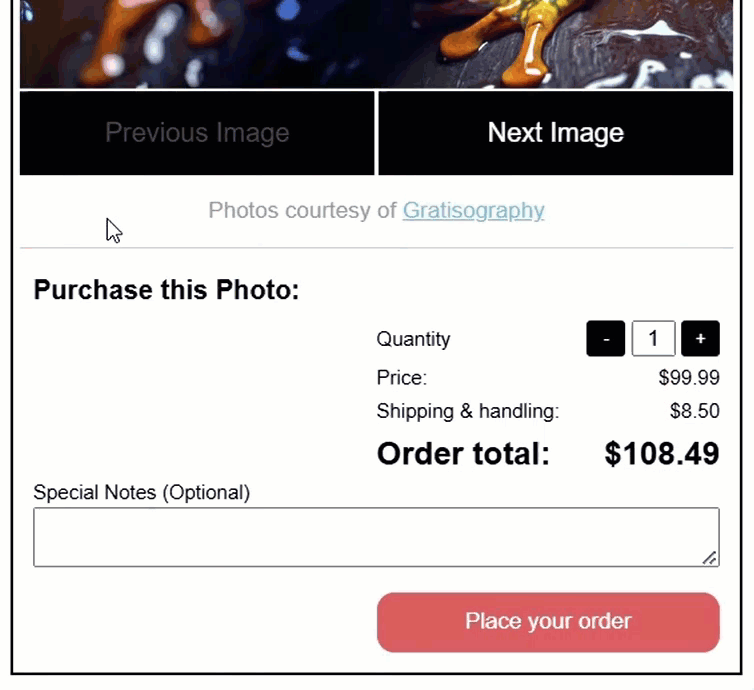 Previous Image Next Image
Photos courtesy of Gratisography
Purchase this Photo:
Quantity - 1 +
Price: $99.99
Shipping & handling: $8.50
Order total: $108.49
Special Notes (Optional)
Place your order